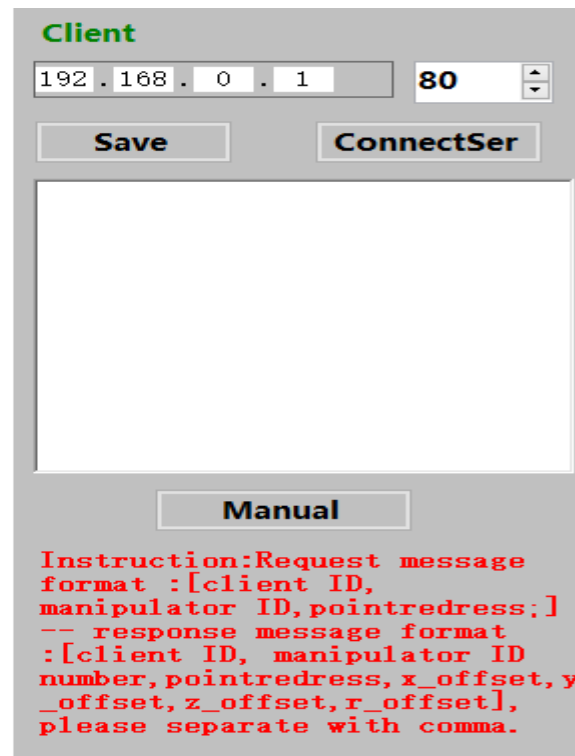 Client
192 . 168 . 0 . 1 80
Save ConnectSer
Manual
Instruction:Request message
format :[client ID,
manipulator ID,pointredress;]
-- response message format
:[client ID, manipulator ID
number,pointredress,x_offset,y
_offset,z_offset,r_offset],
please separate with comma.